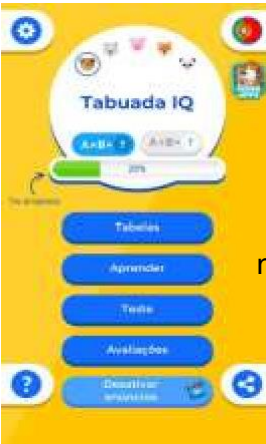 Tabuada IQ
A×B= ?
A×B= ?
20%
Tabelas
Aprender
Teste
Avaliações
Desativar
anúncios
?